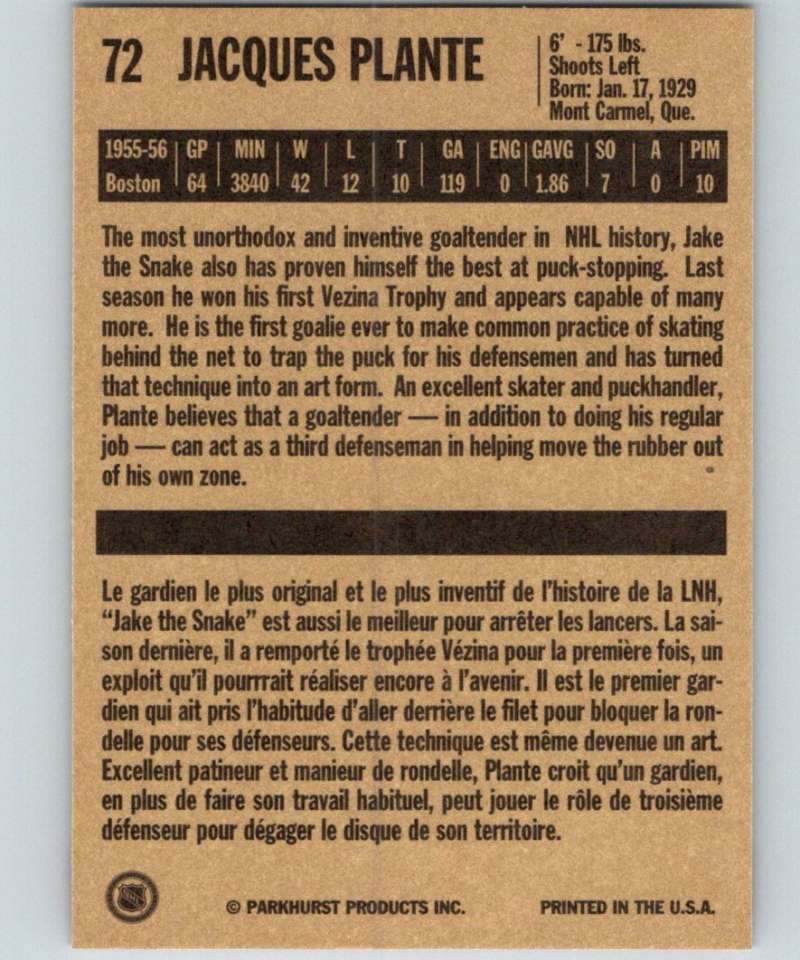 72 JACQUES PLANTE
6' - 175 lbs.
Shoots Left
Born: Jan. 17, 1929
Mont Carmel, Que.
1955-56 GP MIN W L T GA ENG GAVG SO A PIM
Boston 64 3840 42 12 10 119 0 1.86 7 0 10
The most unorthodox and inventive goaltender in NHL history, Jake
the Snake also has proven himself the best at puck-stopping. Last
season he won his first Vezina Trophy and appears capable of many
more. He is the first goalie ever to make common practice of skating
behind the net to trap the puck for his defensemen and has turned
that technique into an art form. An excellent skater and puckhandler,
Plante believes that a goaltender — in addition to doing his regular
job — can act as a third defenseman in helping move the rubber out
of his own zone.
Le gardien le plus original et le plus inventif de l'histoire de la LNH,
“Jake the Snake” est aussi le meilleur pour arrêter les lancers. La sai-
son dernière, il a remporté le trophée Vézina pour la première fois, un
exploit qu'il pourrrait réaliser encore à l'avenir. Il est le premier gar-
dien qui ait pris l'habitude d'aller derrière le filet pour bloquer la ron-
delle pour ses défenseurs. Cette technique est même devenue un art.
Excellent patineur et manieur de rondelle, Plante croit qu'un gardien,
en plus de faire son travail habituel, peut jouer le rôle de troisième
défenseur pour dégager le disque de son territoire.
NHL
© PARKHURST PRODUCTS INC. PRINTED IN THE U.S.A.